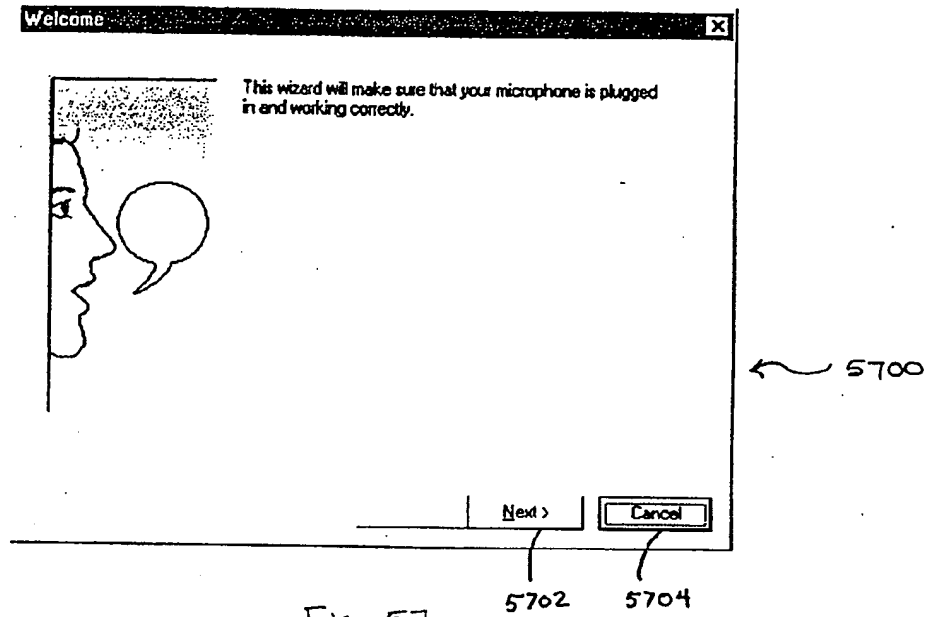 Welcome
This wizard will make sure that your microphone is plugged
in and working correctly.
5700
Next >
Cancel
5702
5704